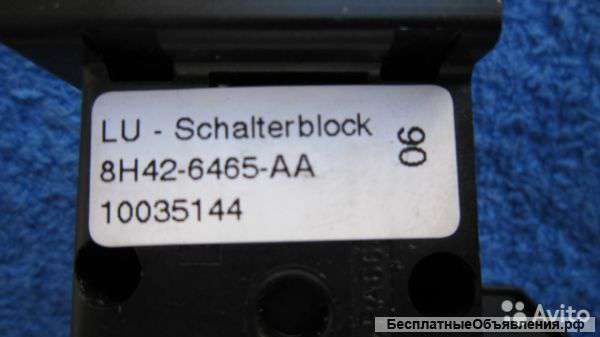 LU - Schalterblock
8H42-6465-AA
10035144
06
Avito
БесплатныеОбъявления.рф